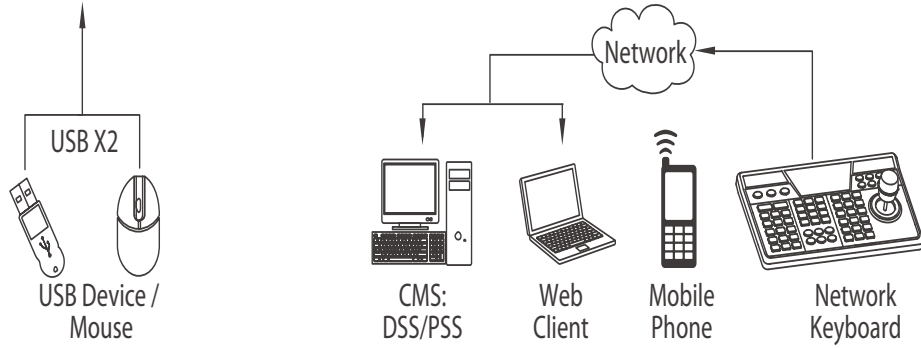 Network
USB X2
USB Device /
Mouse
CMS:
DSS/PSS
Web
Client
Mobile
Phone
Network
Keyboard